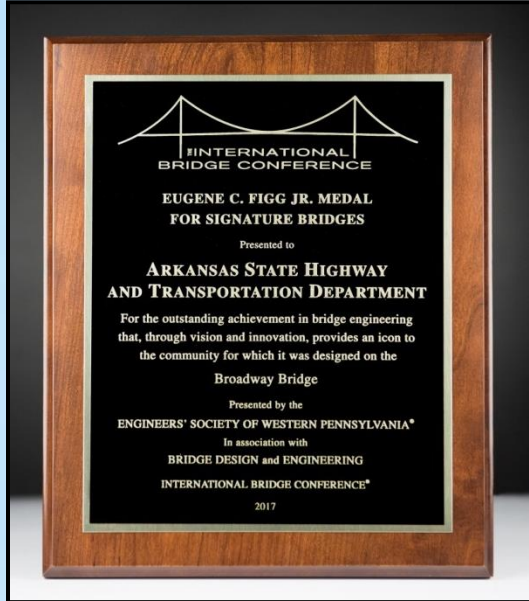 THE INTERNATIONAL
BRIDGE CONFERENCE
EUGENE C. FIGG JR. MEDAL
FOR SIGNATURE BRIDGES
Presented to
ARKANSAS STATE HIGHWAY
AND TRANSPORTATION DEPARTMENT
For the outstanding achievement in bridge engineering
that, through vision and innovation, provides an icon to
the community for which it was designed on the
Broadway Bridge
Presented by the
ENGINEERS' SOCIETY OF WESTERN PENNSYLVANIA®
In association with
BRIDGE DESIGN and ENGINEERING
INTERNATIONAL BRIDGE CONFERENCE®
2017